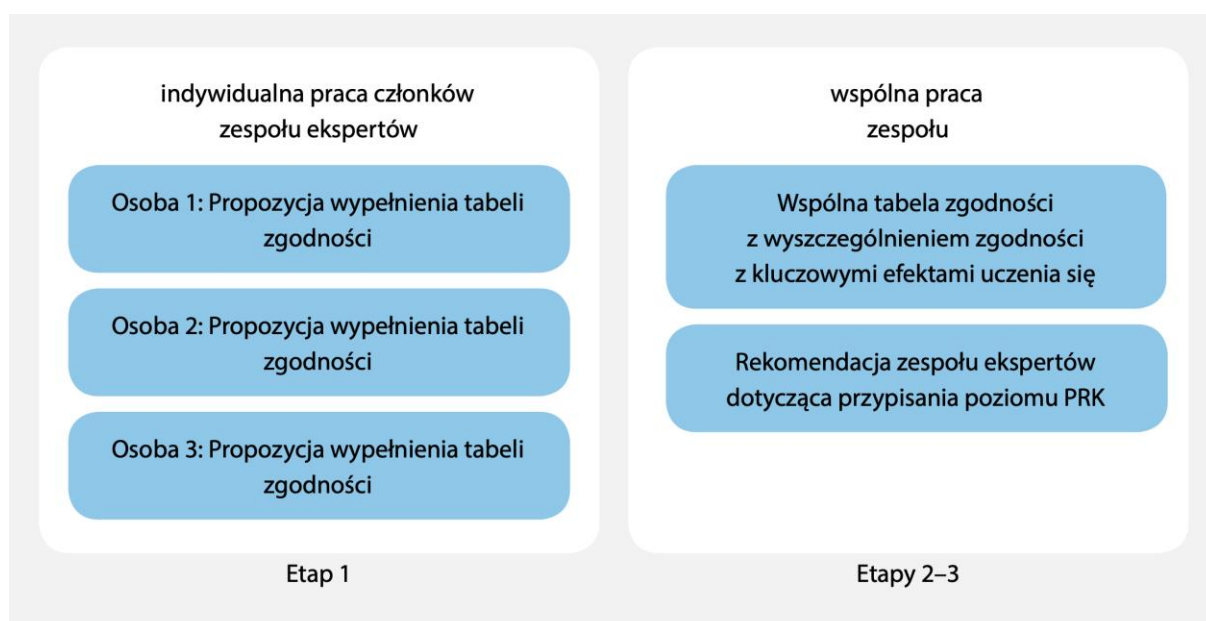 indywidualna praca członków
zespołu ekspertów
Osoba 1: Propozycja wypełnienia tabeli
zgodności
Osoba 2: Propozycja wypełnienia tabeli
zgodności
Osoba 3: Propozycja wypełnienia tabeli
zgodności
Etap 1
wspólna praca
zespołu
Wspólna tabela zgodności
z wyszczególnieniem zgodności
z kluczowymi efektami uczenia się
Rekomendacja zespołu ekspertów
dotycząca przypisania poziomu PRK
Etapy 2–3